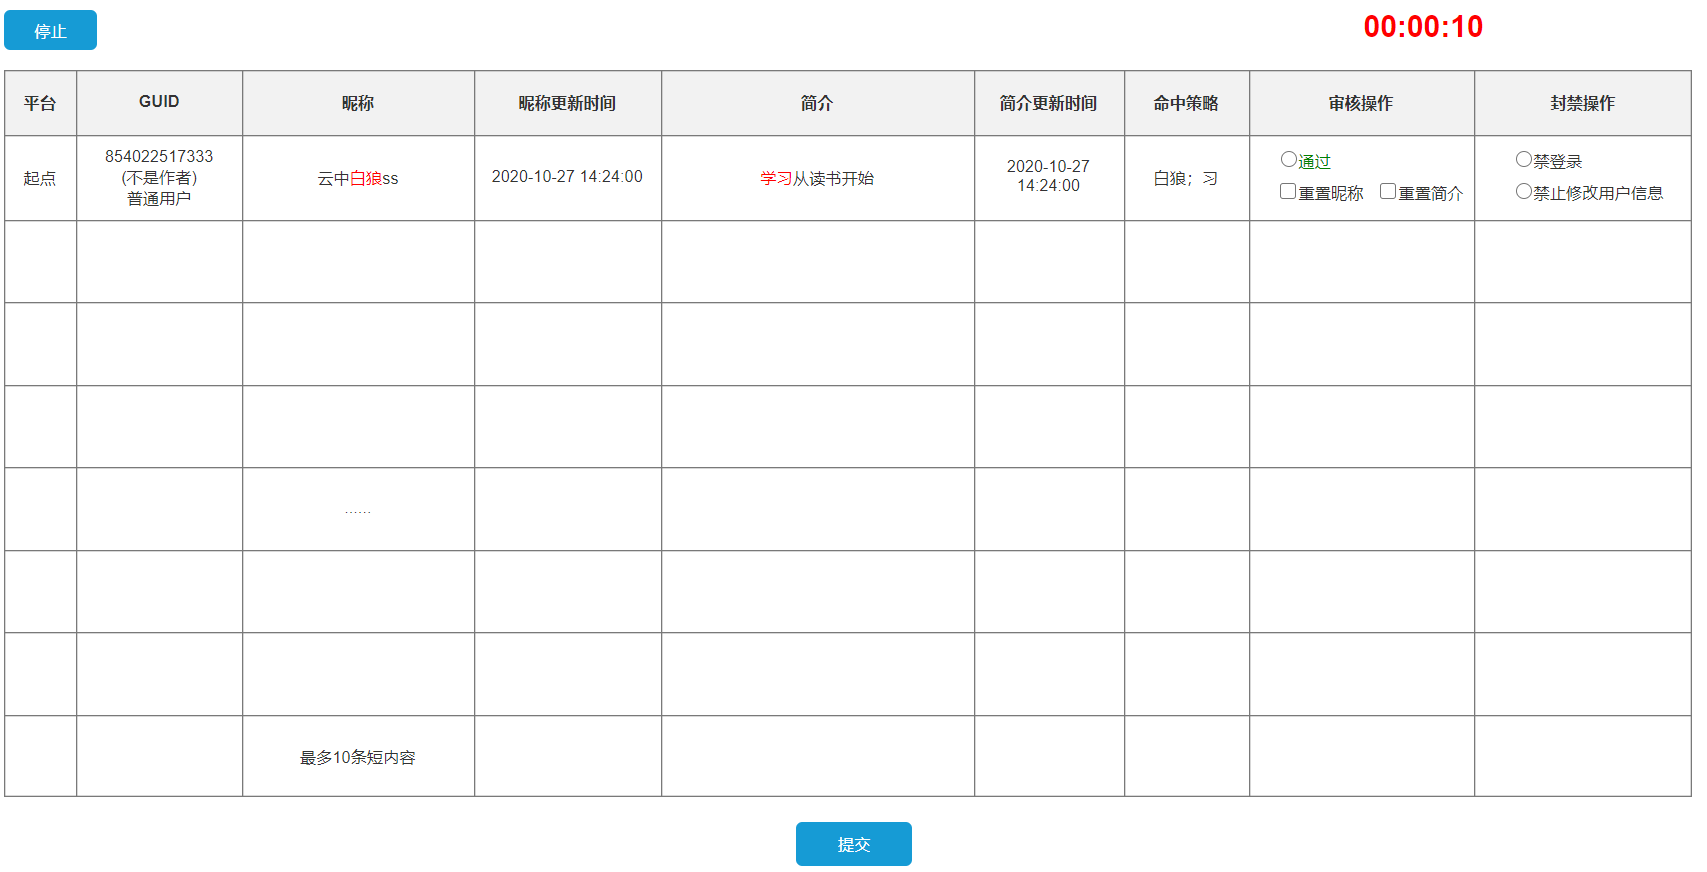 停止
00:00:10
平台 GUID 昵称 昵称更新时间 简介 简介更新时间 命中策略 审核操作 封禁操作
起点
854022517333
(不是作者)
普通用户
云中白狼ss
2020-10-27 14:24:00
学习从读书开始
2020-10-27
14:24:00
白狼；习
通过
重置昵称 重置简介
禁登录
禁止修改用户信息
……
最多10条短内容
提交